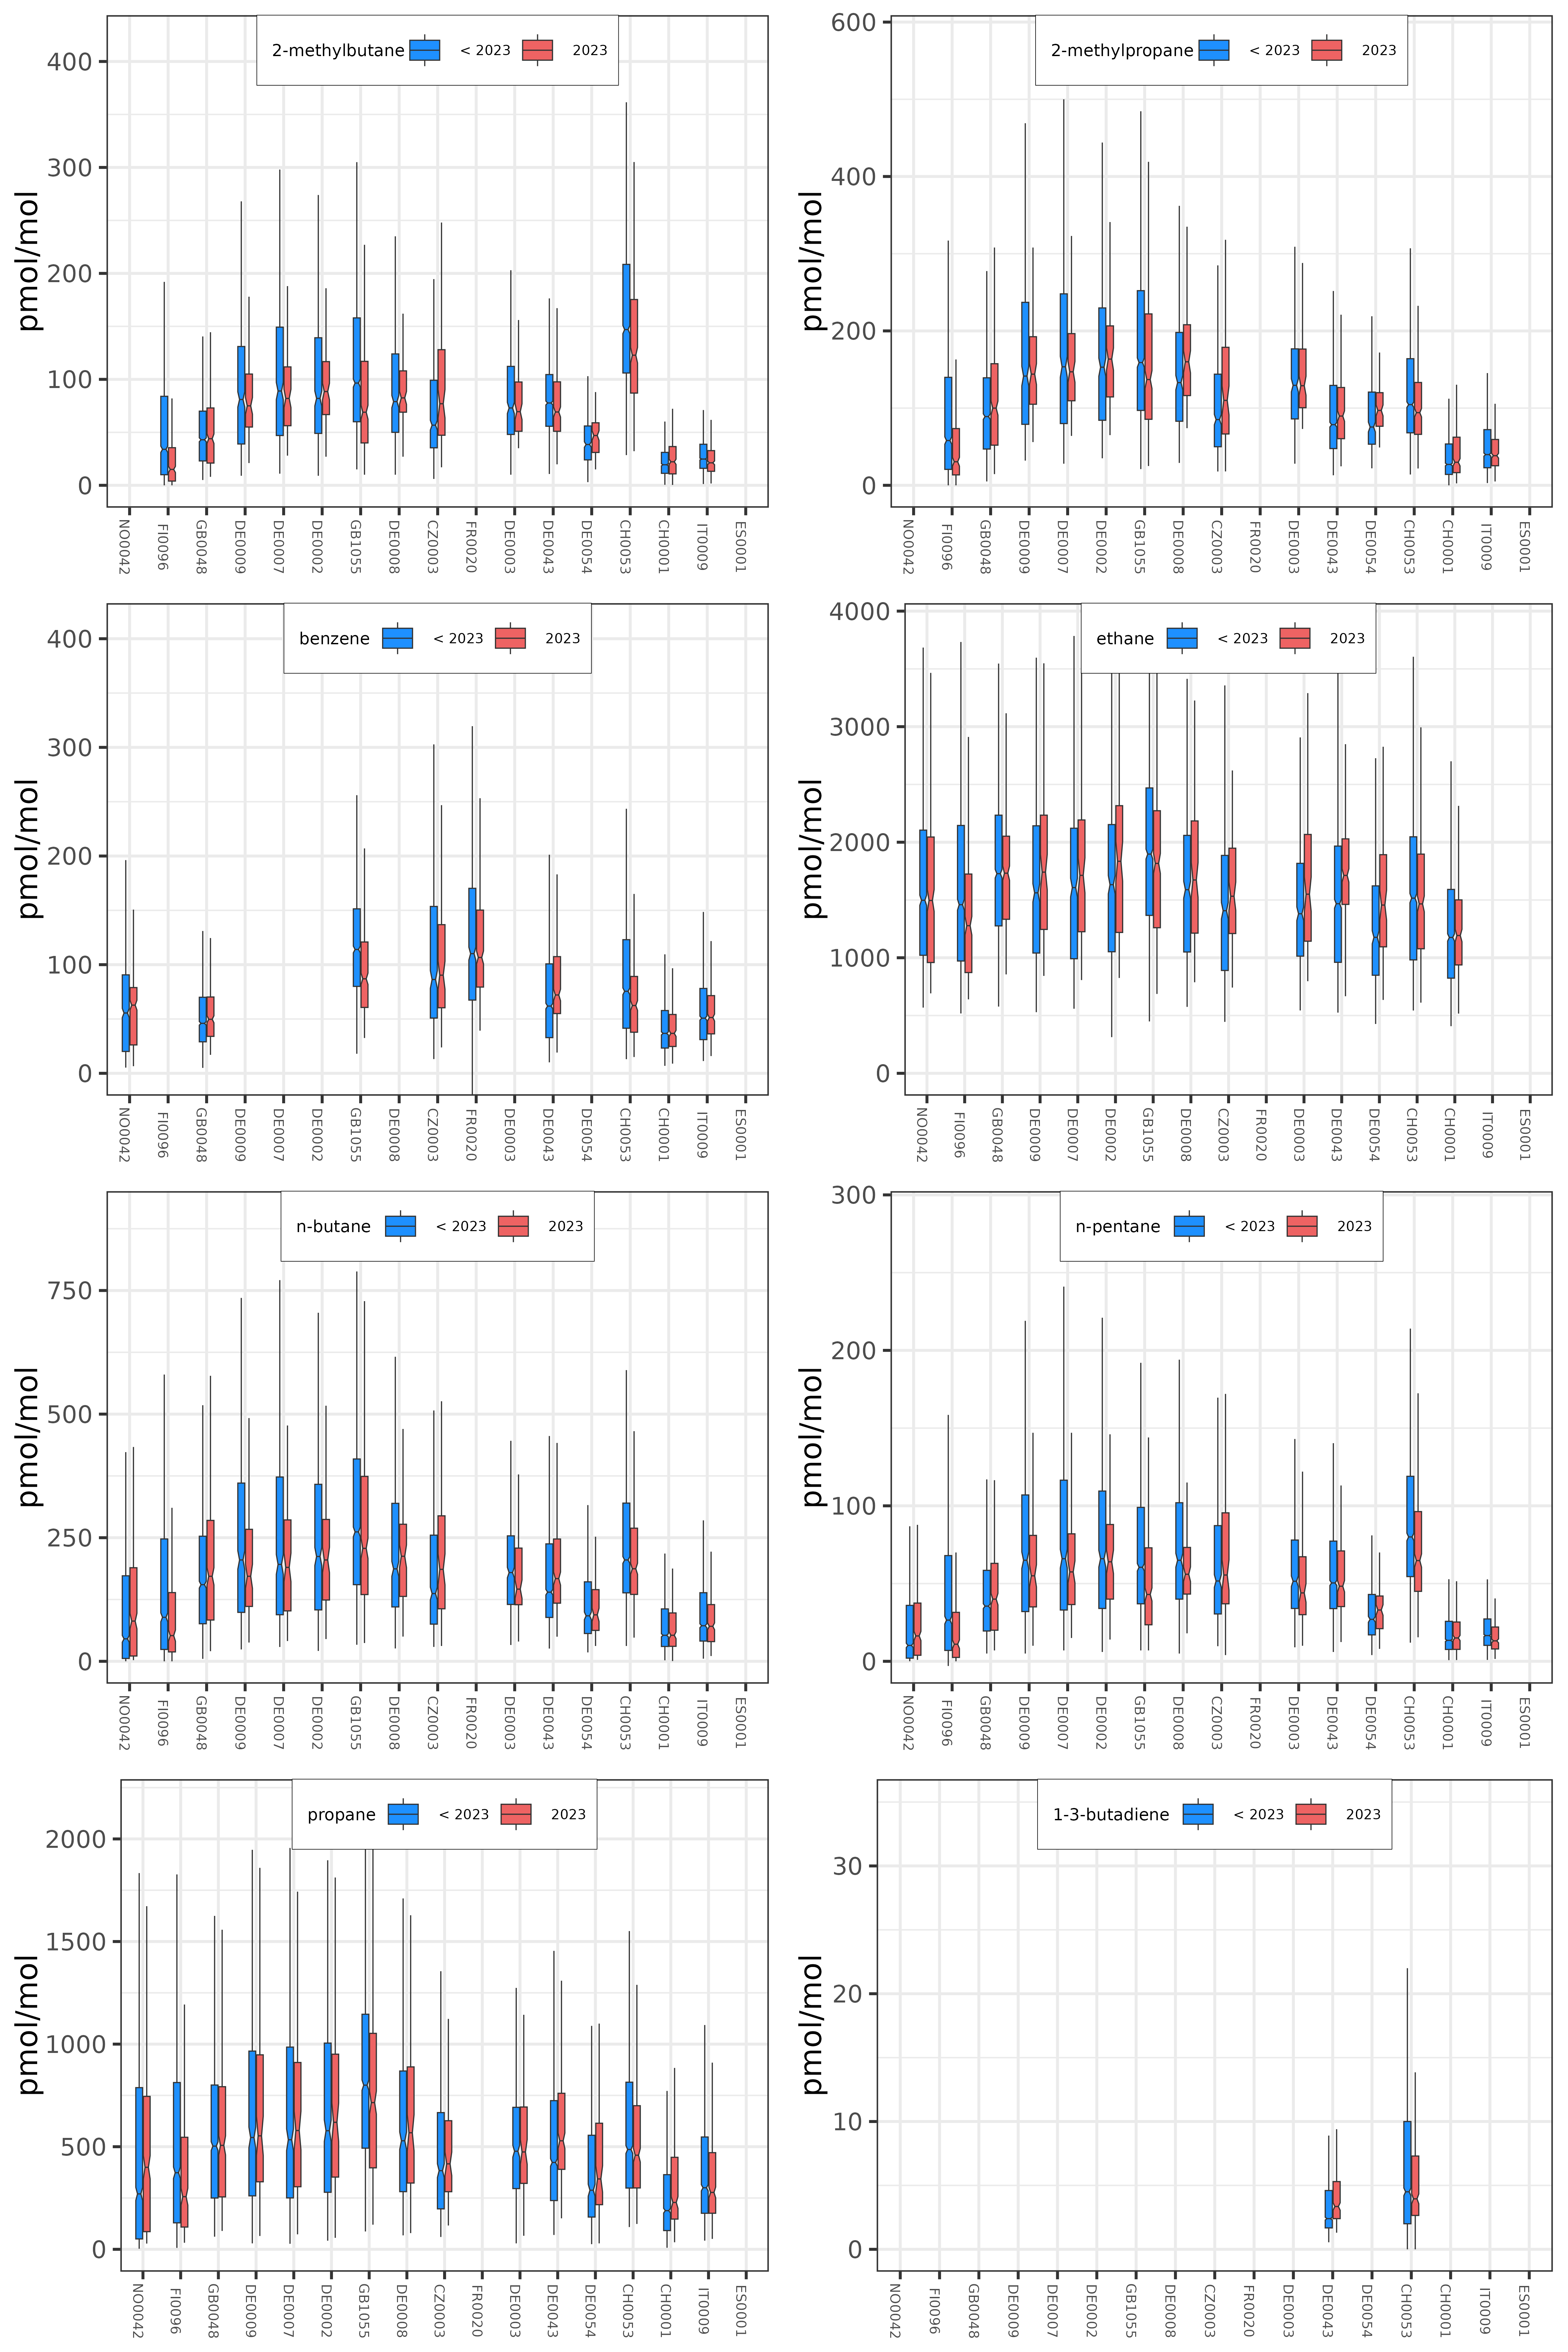 2-methylbutane < 2023 2023
400
300
200
100
0
pmol/mol
NO0042 FI0096 GB0048 DE0009 DE0007 DE0002 GB1055 DE0008 CZ0003 FR0020 DE0003 DE0043 DE0054 CH0053 CH0001 IT0009 ES0001
2-methylpropane < 2023 2023
600
400
200
0
pmol/mol
NO0042 FI0096 GB0048 DE0009 DE0007 DE0002 GB1055 DE0008 CZ0003 FR0020 DE0003 DE0043 DE0054 CH0053 CH0001 IT0009 ES0001
benzene < 2023 2023
400
300
200
100
0
pmol/mol
NO0042 FI0096 GB0048 DE0009 DE0007 DE0002 GB1055 DE0008 CZ0003 FR0020 DE0003 DE0043 DE0054 CH0053 CH0001 IT0009 ES0001
ethane < 2023 2023
4000
3000
2000
1000
0
pmol/mol
NO0042 FI0096 GB0048 DE0009 DE0007 DE0002 GB1055 DE0008 CZ0003 FR0020 DE0003 DE0043 DE0054 CH0053 CH0001 IT0009 ES0001
n-butane < 2023 2023
750
500
250
0
pmol/mol
NO0042 FI0096 GB0048 DE0009 DE0007 DE0002 GB1055 DE0008 CZ0003 FR0020 DE0003 DE0043 DE0054 CH0053 CH0001 IT0009 ES0001
n-pentane < 2023 2023
300
200
100
0
pmol/mol
NO0042 FI0096 GB0048 DE0009 DE0007 DE0002 GB1055 DE0008 CZ0003 FR0020 DE0003 DE0043 DE0054 CH0053 CH0001 IT0009 ES0001
propane < 2023 2023
2000
1500
1000
500
0
pmol/mol
NO0042 FI0096 GB0048 DE0009 DE0007 DE0002 GB1055 DE0008 CZ0003 FR0020 DE0003 DE0043 DE0054 CH0053 CH0001 IT0009 ES0001
1-3-butadiene < 2023 2023
30
20
10
0
pmol/mol
NO0042 FI0096 GB0048 DE0009 DE0007 DE0002 GB1055 DE0008 CZ0003 FR0020 DE0003 DE0043 DE0054 CH0053 CH0001 IT0009 ES0001